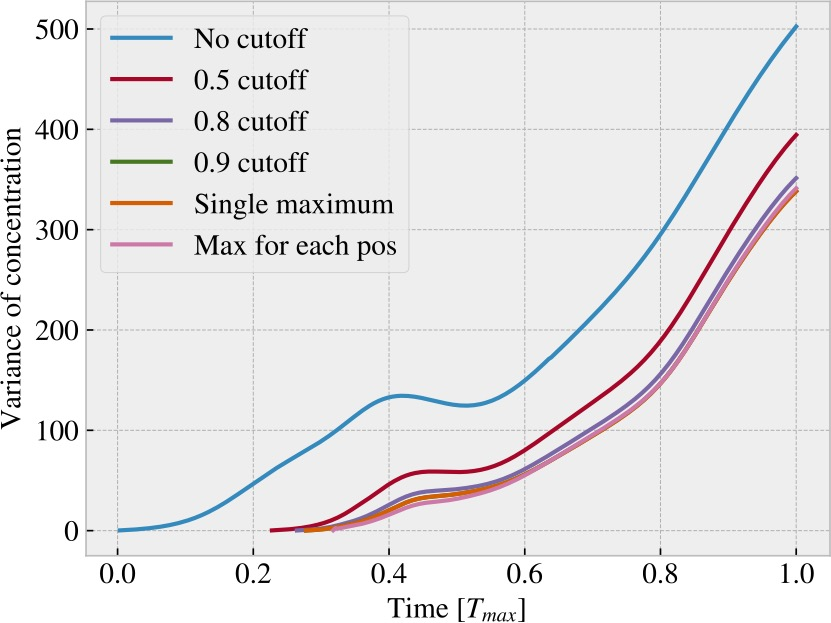 No cutoff
0.5 cutoff
0.8 cutoff
0.9 cutoff
Single maximum
Max for each pos
Variance of concentration
500
400
300
200
100
0
0.0 0.2 0.4 0.6 0.8 1.0
Time [T_{max}]